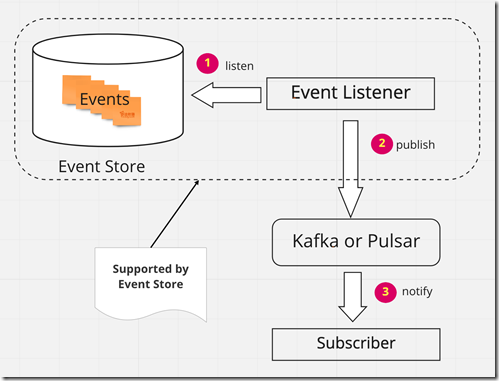 1
listen
Events
Event Listener
Event Store
2
publish
Kafka or Pulsar
Supported by
Event Store
3
notify
Subscriber